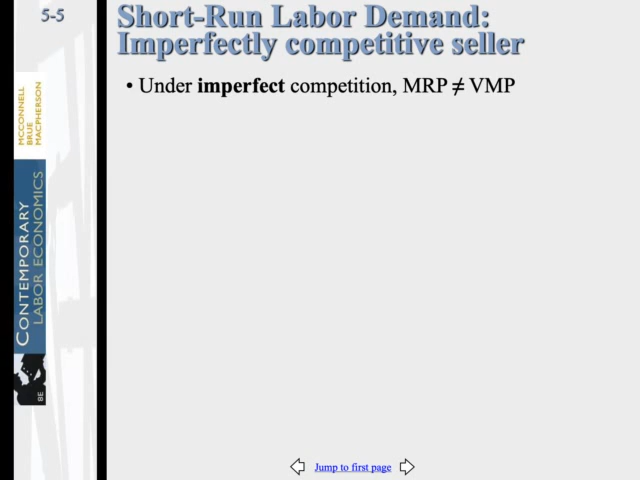 5-5
Short-Run Labor Demand:
Imperfectly competitive seller
• Under imperfect competition, MRP ≠ VMP
MCCONNELL
BRUE
MACPHERSON
CONTEMPORARY
LABOR ECONOMICS
8E
Jump to first page